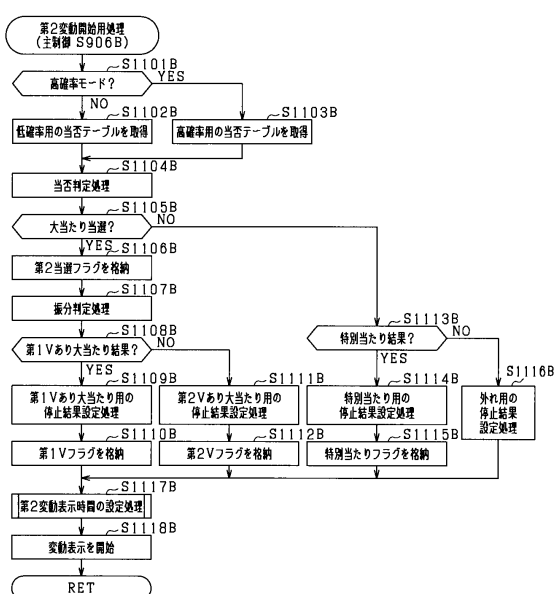 第2変動開始用処理
(主制御 S906B)
S1101B
高確率モード?
YES
NO
S1102B
S1103B
低確率用の当否テーブルを取得
高確率用の当否テーブルを取得
S1104B
当否判定処理
S1105B
大当たり当選?
NO
YES
S1106B
第2当選フラグを格納
S1107B
振分判定処理
S1108B
第1Vあり大当たり結果?
NO
YES
S1113B
特別当たり結果?
NO
YES
S1109B
第1Vあり大当たり用の
停止結果設定処理
S1111B
第2Vあり大当たり用の
停止結果設定処理
S1114B
特別当たり用の
停止結果設定処理
S1116B
外れ用の
停止結果
設定処理
S1110B
第1Vフラグを格納
S1112B
第2Vフラグを格納
S1115B
特別当たりフラグを格納
S1117B
第2変動表示時間の設定処理
S1118B
変動表示を開始
RET